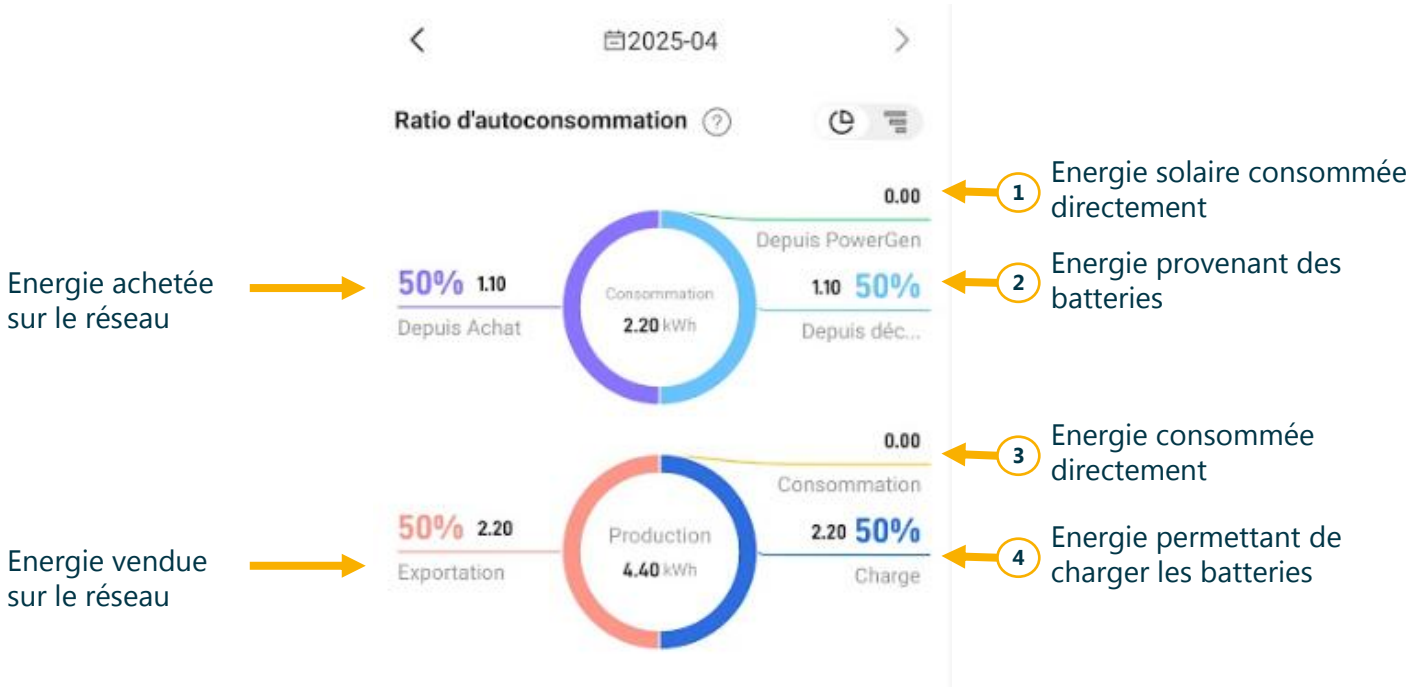 2025-04
Ratio d'autoconsommation ?
0.00
Depuis PowerGen
1
Energie solaire consommée
directement
Energie achetée
sur le réseau
50% 1.10
Depuis Achat
Consommation
2.20 kWh
1.10 50%
Depuis déc...
2
Energie provenant des
batteries
0.00
Consommation
3
Energie consommée
directement
Energie vendue
sur le réseau
50% 2.20
Exportation
Production
4.40 kWh
2.20 50%
Charge
4
Energie permettant de
charger les batteries